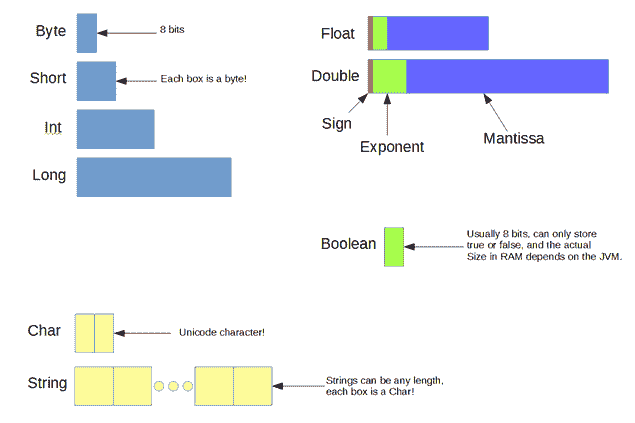 Byte
8 bits
Short
Each box is a byte!
Int
Long
Float
Double
Sign
Exponent
Mantissa
Boolean
Usually 8 bits, can only store
true or false, and the actual
Size in RAM depends on the JVM.
Char
Unicode character!
String
Strings can be any length,
each box is a Char!